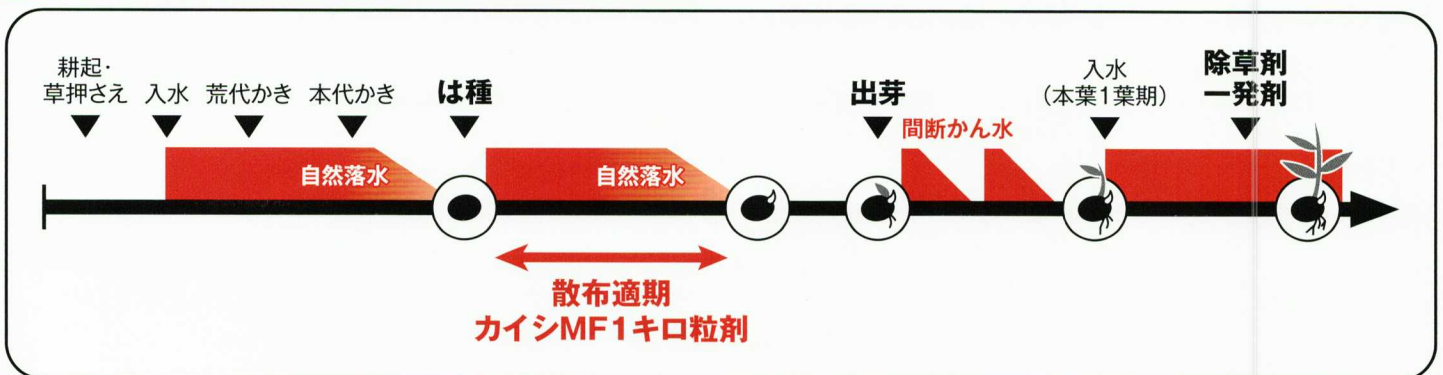 耕起・
草押さえ
入水
荒代かき
本代かき
は種
出芽
入水
（本葉1葉期）
除草剤
一発剤
間断かん水
自然落水
自然落水
散布適期
カイシMF1キロ粒剤